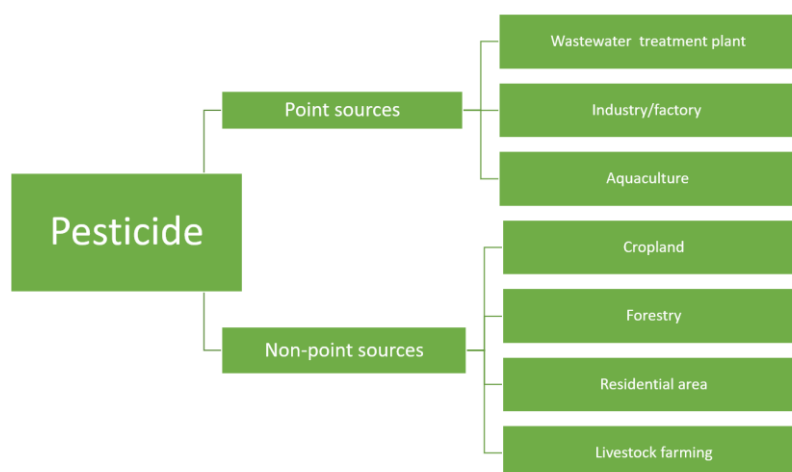 Pesticide
Point sources
Wastewater treatment plant
Industry/factory
Aquaculture
Non-point sources
Cropland
Forestry
Residential area
Livestock farming